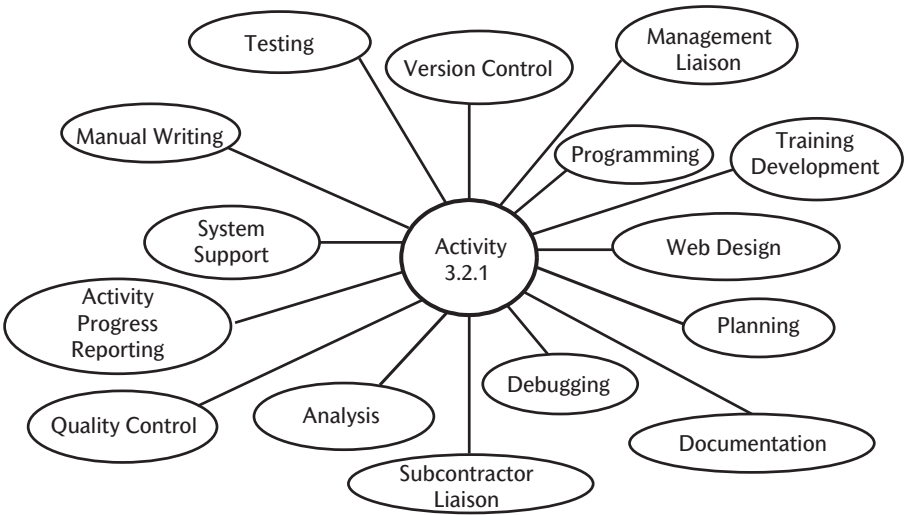 Testing
Version Control
Management
Liaison
Manual Writing
Programming
Training
Development
System
Support
Activity
3.2.1
Web Design
Activity
Progress
Reporting
Planning
Quality Control
Analysis
Debugging
Documentation
Subcontractor
Liaison